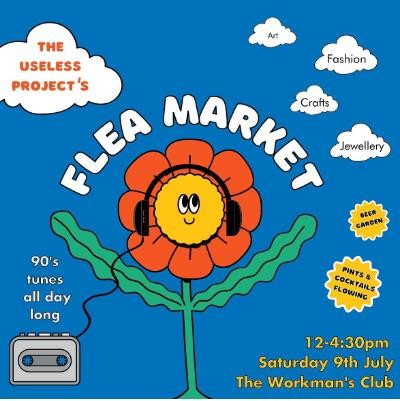 THE
USELESS
PROJECT'S
FLEA MARKET
Art
Fashion
Crafts
Jewellery
BEER
GARDEN
PINTS &
COCKTAILS
FLOWING
90's
tunes
all day
long
12-4:30pm
Saturday 9th July
The Workman's Club